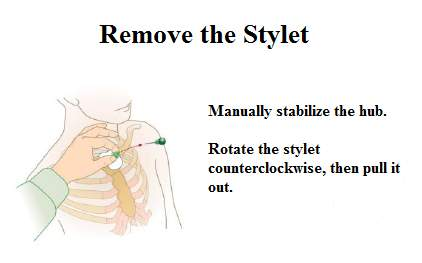 Remove the Stylet
Manually stabilize the hub.
Rotate the stylet
counterclockwise, then pull it
out.